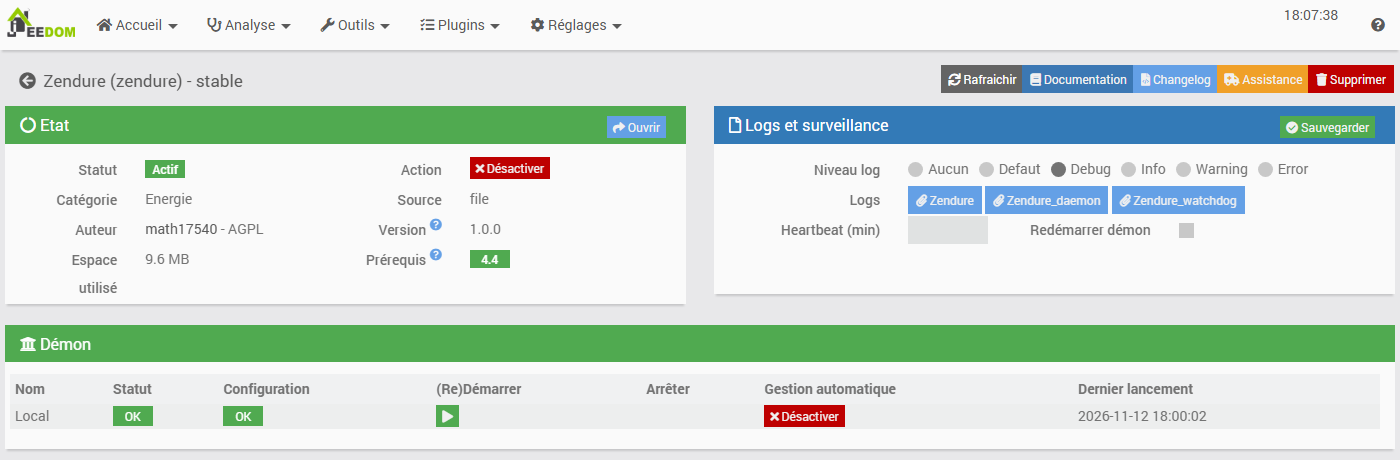 JEEDOM Accueil Analyse Outils Plugins Réglages 18:07:38
Zendure (zendure) - stable Rafraichir Documentation Changelog Assistance Supprimer
Etat Ouvrir
Statut Actif Action Désactiver
Catégorie Energie Source file
Auteur math17540 - AGPL Version 1.0.0
Espace utilisé 9.6 MB Prérequis 4.4
Logs et surveillance Sauvegarder
Niveau log Aucun Defaut Debug Info Warning Error
Logs Zendure Zendure_daemon Zendure_watchdog
Heartbeat (min) Redémarrer démon
Démon
Nom Statut Configuration (Re)Démarrer Arrêter Gestion automatique Dernier lancement
Local OK OK Désactiver 2026-11-12 18:00:02